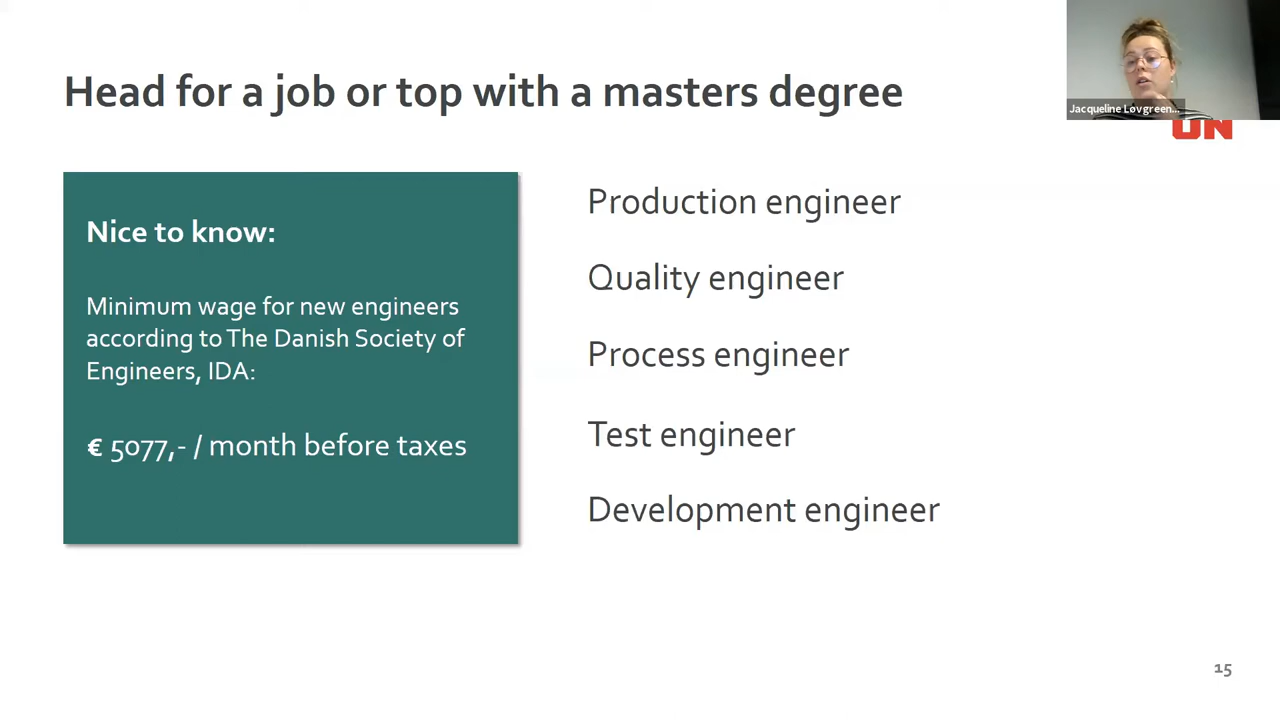 Head for a job or top with a masters degree
Jacqueline Løvgreen...
Nice to know:
Minimum wage for new engineers
according to The Danish Society of
Engineers, IDA:
€ 5077,- / month before taxes
Production engineer
Quality engineer
Process engineer
Test engineer
Development engineer
15